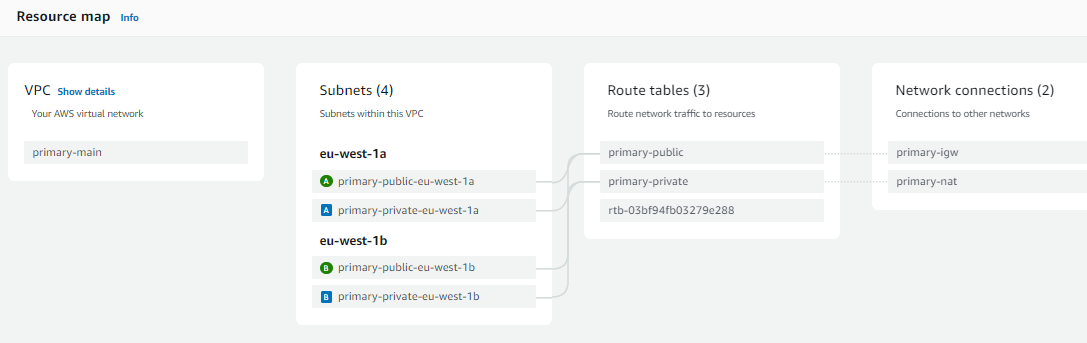 Resource map Info
VPC Show details
Your AWS virtual network
primary-main
Subnets (4)
Subnets within this VPC
eu-west-1a
A primary-public-eu-west-1a
A primary-private-eu-west-1a
eu-west-1b
B primary-public-eu-west-1b
B primary-private-eu-west-1b
Route tables (3)
Route network traffic to resources
primary-public
primary-private
rtb-03bf94fb03279e288
Network connections (2)
Connections to other networks
primary-igw
primary-nat